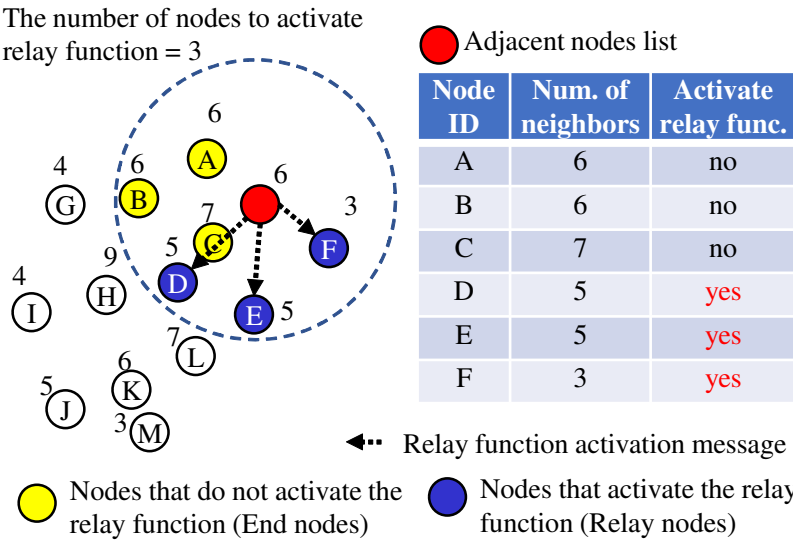 The number of nodes to activate
relay function = 3
Adjacent nodes list
Node ID Num. of neighbors Activate relay func.
A 6 no
B 6 no
C 7 no
D 5 yes
E 5 yes
F 3 yes
6
A
6
B
6
7
C
3
F
5
D
E 5
4
G
9
H
4
I
7 L
6
K
5
J
3 M
Relay function activation message
Nodes that do not activate the
relay function (End nodes)
Nodes that activate the relay
function (Relay nodes)